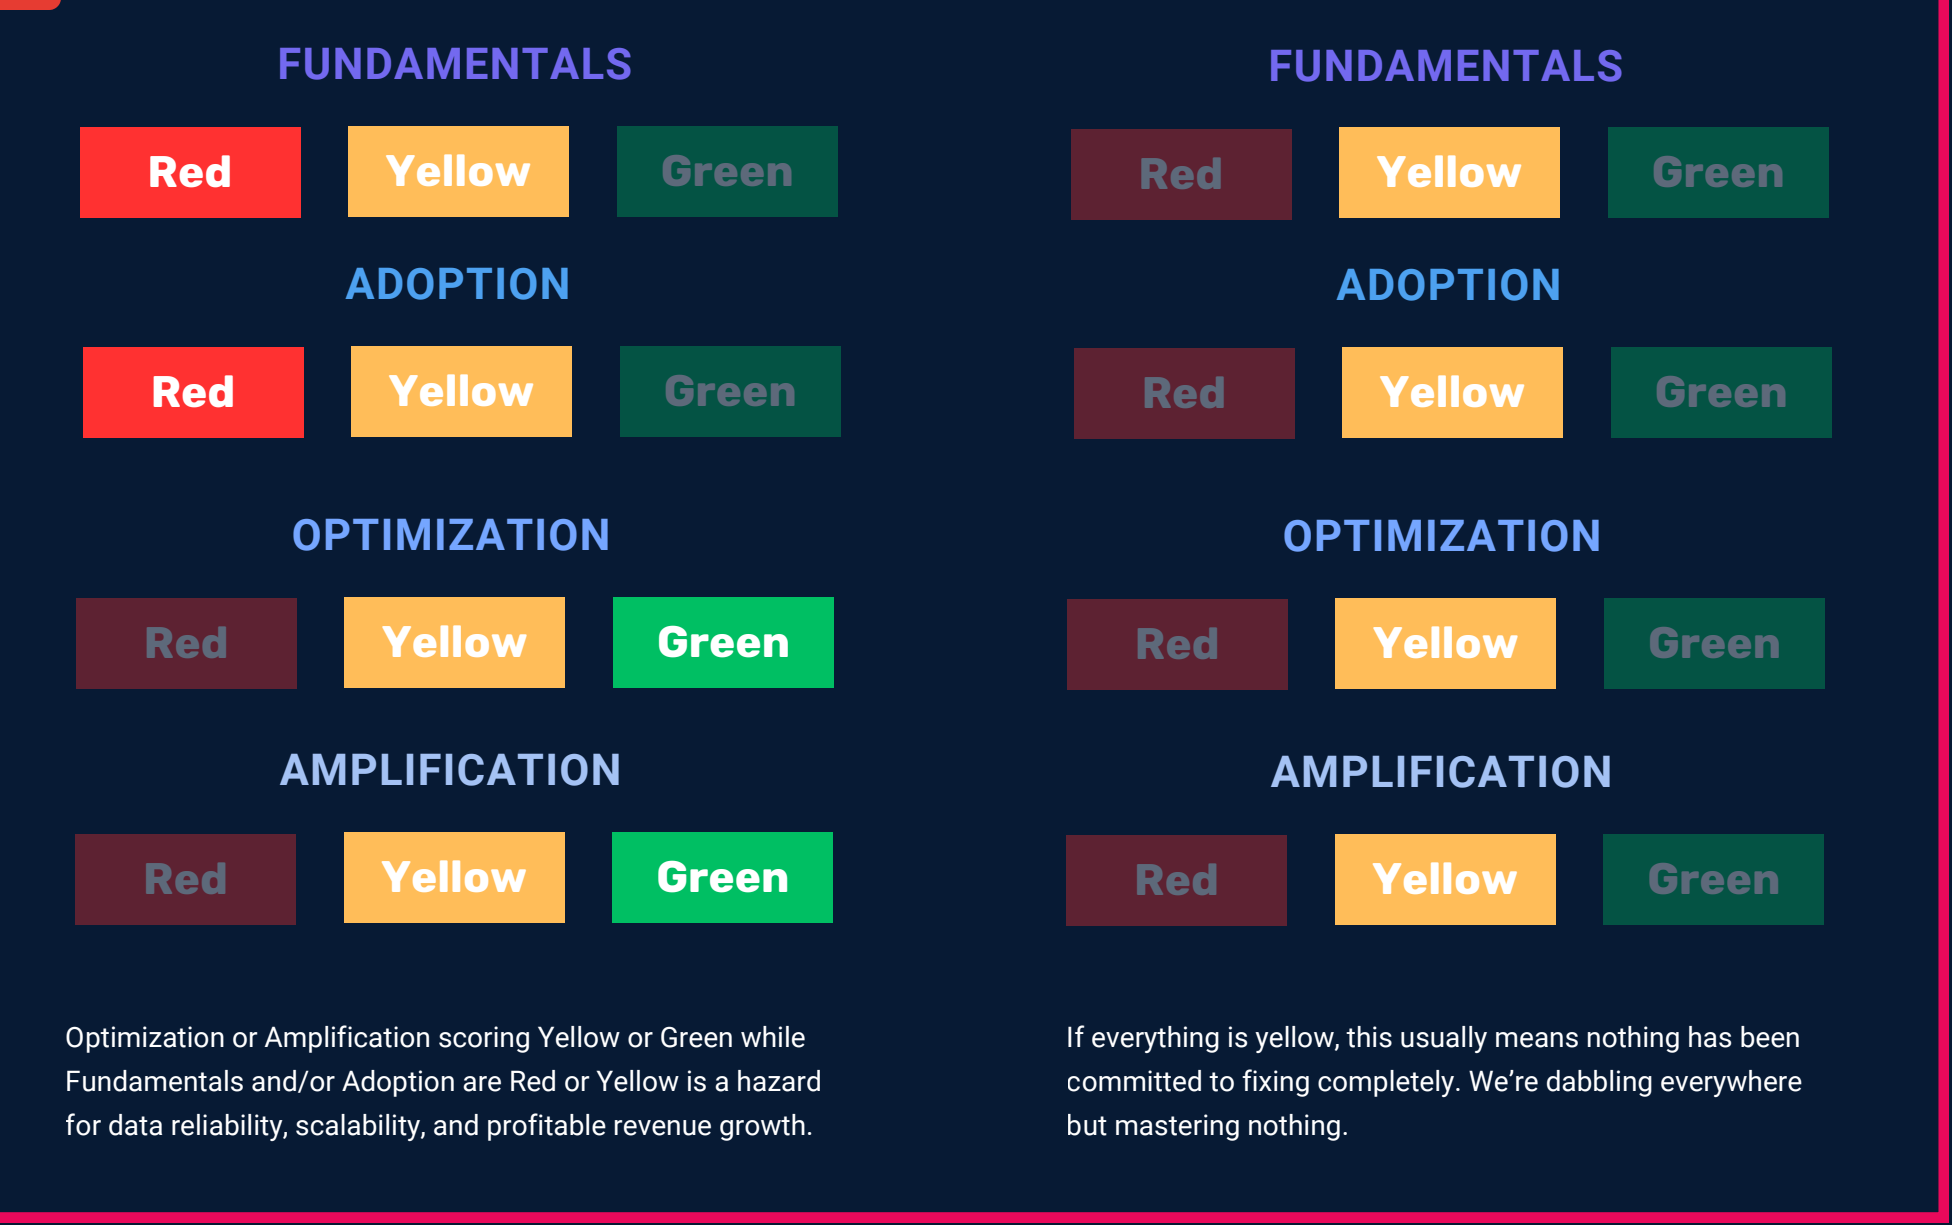 FUNDAMENTALS
Red Yellow Green
ADOPTION
Red Yellow Green
OPTIMIZATION
Red Yellow Green
AMPLIFICATION
Red Yellow Green
Optimization or Amplification scoring Yellow or Green while
Fundamentals and/or Adoption are Red or Yellow is a hazard
for data reliability, scalability, and profitable revenue growth.
FUNDAMENTALS
Red Yellow Green
ADOPTION
Red Yellow Green
OPTIMIZATION
Red Yellow Green
AMPLIFICATION
Red Yellow Green
If everything is yellow, this usually means nothing has been
committed to fixing completely. We’re dabbling everywhere
but mastering nothing.